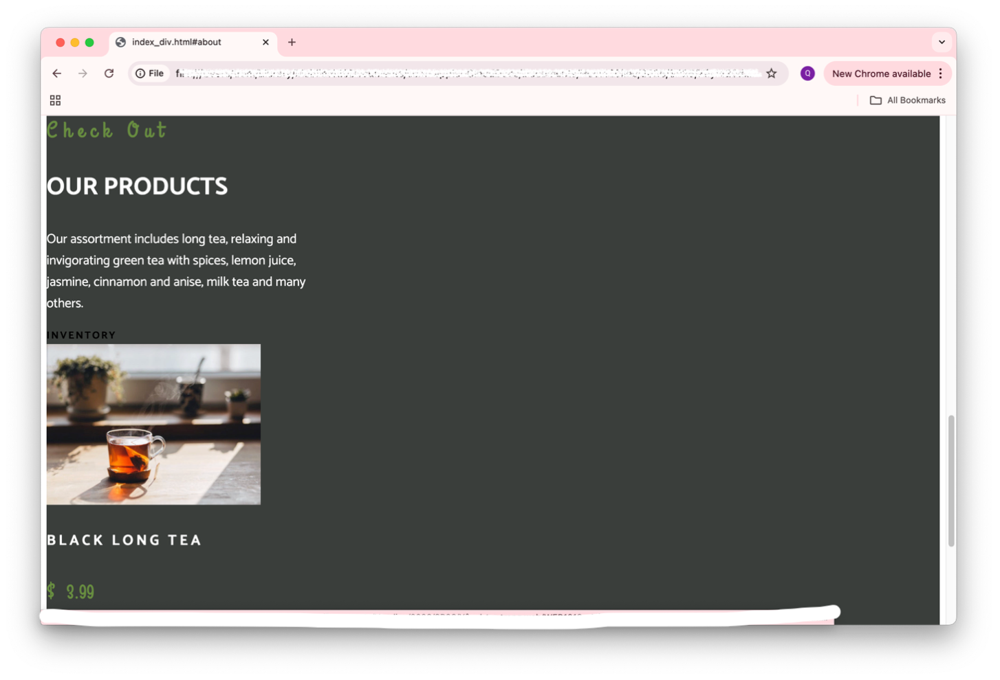 index_div.html#about
File
New Chrome available
All Bookmarks
Check Out
OUR PRODUCTS
Our assortment includes long tea, relaxing and
invigorating green tea with spices, lemon juice,
jasmine, cinnamon and anise, milk tea and many
others.
INVENTORY
BLACK LONG TEA
$ 3.99